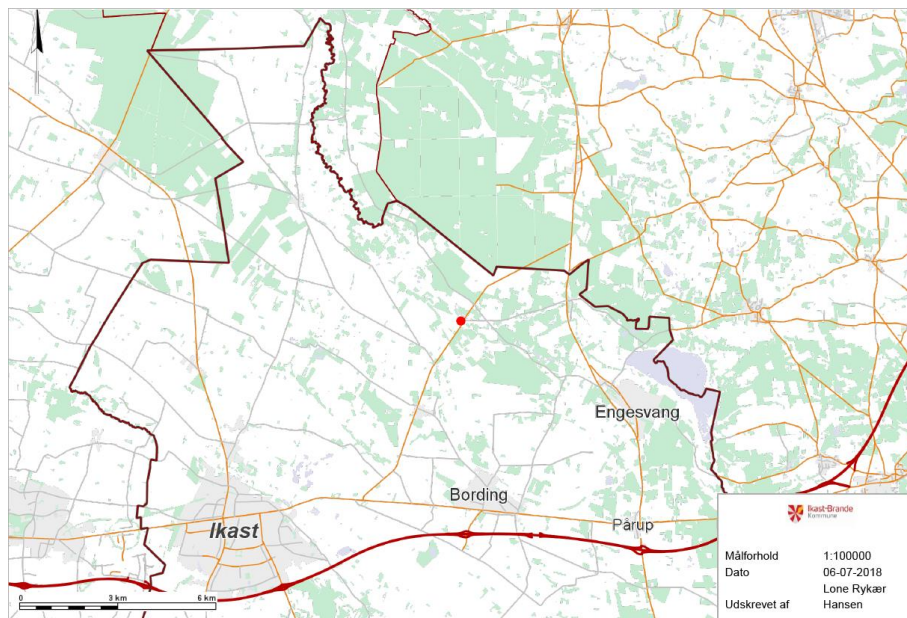 Engesvang
Bording
Ikast
Pårup
Ikast-Brande
Kommune
Målforhold 1:100000
Dato 06-07-2018
Lone Rykær
Udskrevet af Hansen
0 3 km 6 km